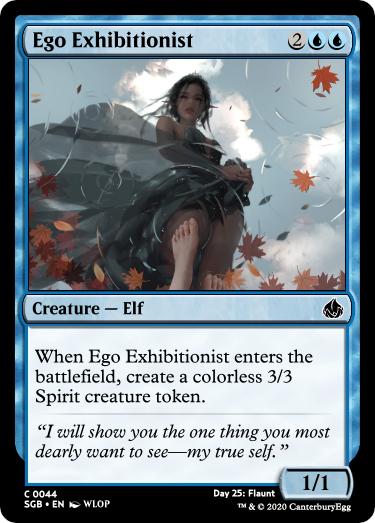 Ego Exhibitionist 2
Creature — Elf
When Ego Exhibitionist enters the
battlefield, create a colorless 3/3
Spirit creature token.
“I will show you the one thing you most
dearly want to see—my true self.”
1/1
C 0044 Day 25: Flaunt
SGB • EN WLOP ™ & © 2020 CanterburyEgg